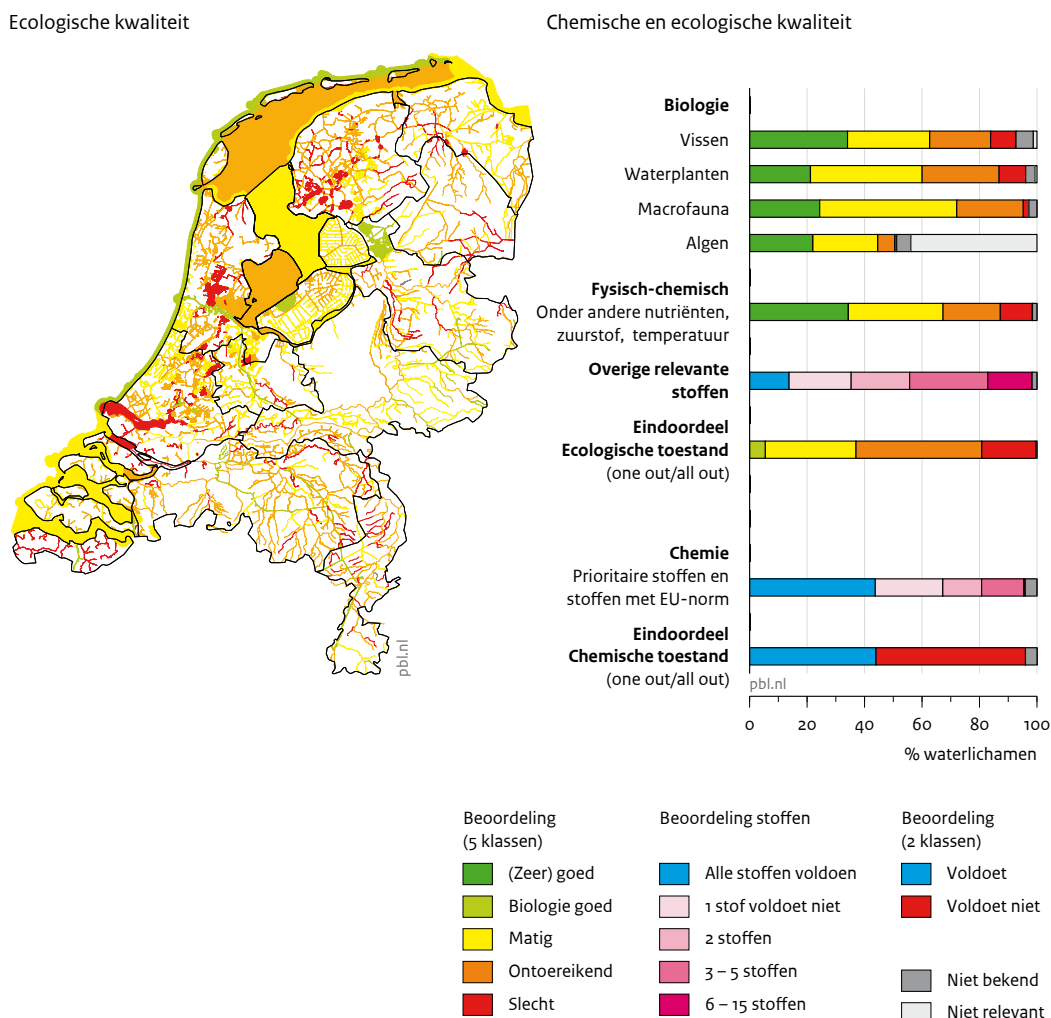 Ecologische kwaliteit
pbl.nl
Chemische en ecologische kwaliteit
Biologie
Vissen
Waterplanten
Macrofauna
Algen
Fysisch-chemisch
Onder andere nutriënten,
zuurstof, temperatuur
Overige relevante
stoffen
Eindoordeel
Ecologische toestand
(one out/all out)
Chemie
Prioritaire stoffen en
stoffen met EU-norm
Eindoordeel
Chemische toestand
(one out/all out)
pbl.nl
0 20 40 60 80 100
% waterlichamen
Beoordeling
(5 klassen)
(Zeer) goed
Biologie goed
Matig
Ontoereikend
Slecht
Beoordeling stoffen
Alle stoffen voldoen
1 stof voldoet niet
2 stoffen
3 – 5 stoffen
6 – 15 stoffen
Beoordeling
(2 klassen)
Voldoet
Voldoet niet
Niet bekend
Niet relevant